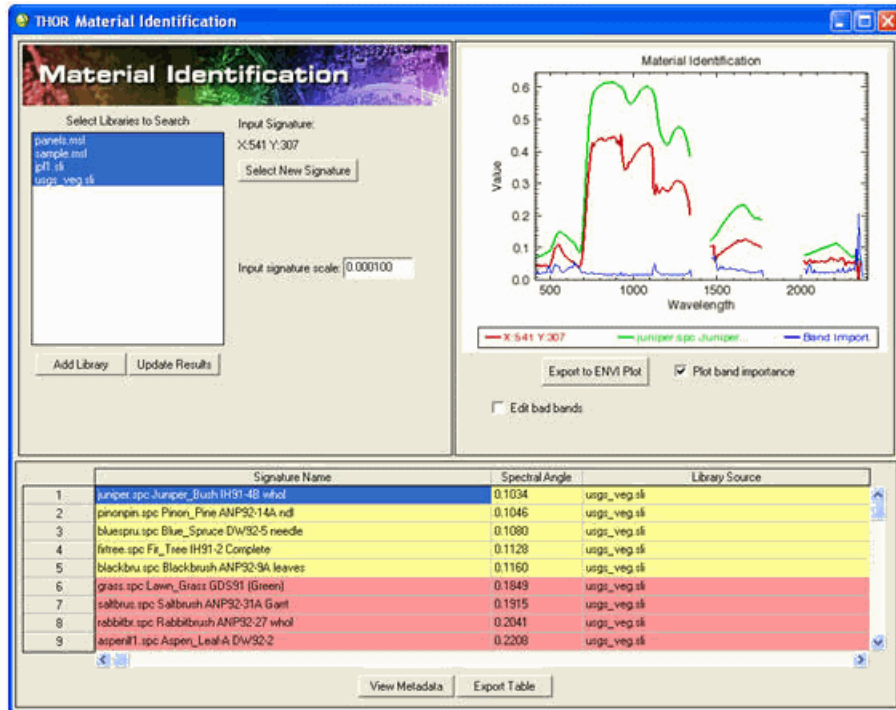 THOR Material Identification
Material Identification
Select Libraries to Search
panels.msl
sample.msl
jpl1.sli
usgs_veg.sli
Input Signature:
X:541 Y:307
Select New Signature
Input signature scale: 0.000100
Add Library
Update Results
Material Identification
Value
0.6
0.5
0.4
0.3
0.2
0.1
0.0
500 1000 1500 2000
Wavelength
X:541 Y:307 juniper.spc Juniper... Band Import.
Export to ENVI Plot
Plot band importance
Edit bad bands
Signature Name Spectral Angle Library Source
1 juniper.spc Juniper_Bush IH91-4B whol 0.1034 usgs_veg.sli
2 pinonpin.spc Pinon_Pine ANP92-14A ndl 0.1046 usgs_veg.sli
3 bluespru.spc Blue_Spruce DW92-5 needle 0.1080 usgs_veg.sli
4 firtree.spc Fir_Tree IH91-2 Complete 0.1128 usgs_veg.sli
5 blackbru.spc Blackbrush ANP92-9A leaves 0.1160 usgs_veg.sli
6 grass.spc Lawn_Grass GDS91 (Green) 0.1849 usgs_veg.sli
7 saltbrus.spc Saltbrush ANP92-31A Gant 0.1915 usgs_veg.sli
8 rabbitbr.spc Rabbitbrush ANP92-27 whol 0.2041 usgs_veg.sli
9 aspenlf1.spc Aspen_Leaf-A DW92-2 0.2208 usgs_veg.sli
View Metadata
Export Table